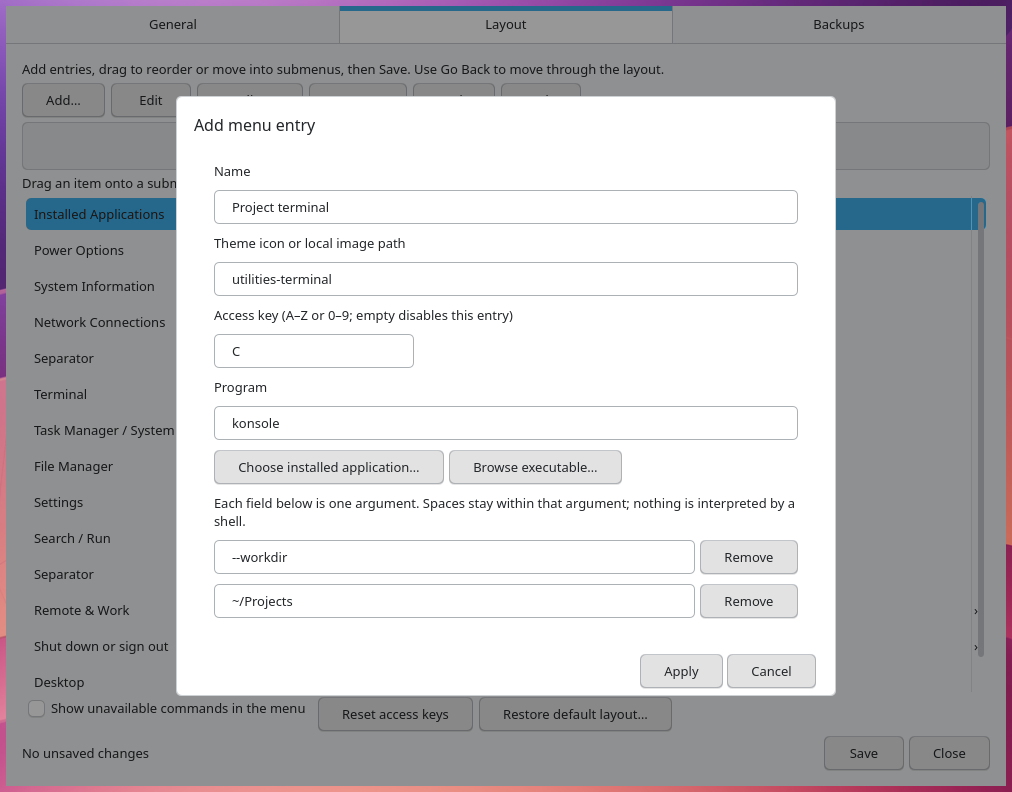 General
Layout
Backups
Add entries, drag to reorder or move into submenus, then Save. Use Go Back to move through the layout.
Add...
Edit
Add menu entry
Drag an item onto a subm
Name
Project terminal
Installed Applications
Theme icon or local image path
Power Options
utilities-terminal
System Information
Access key (A–Z or 0–9; empty disables this entry)
Network Connections
C
Separator
Program
Terminal
konsole
Task Manager / System
File Manager
Choose installed application...
Browse executable...
Settings
Each field below is one argument. Spaces stay within that argument; nothing is interpreted by a
shell.
Search / Run
--workdir
Remove
Separator
~/Projects
Remove
Remote & Work
›
Shut down or sign out
›
Apply
Cancel
Desktop
Show unavailable commands in the menu
Reset access keys
Restore default layout...
No unsaved changes
Save
Close